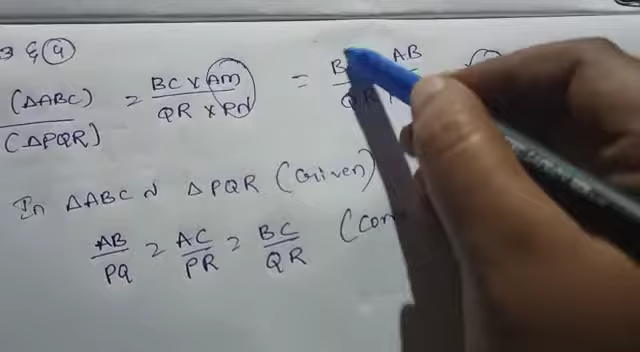 3 & 4
(ΔABC) / (ΔPQR) = BC × AM / QR × PN = B / QR AB
In ΔABC ~ ΔPQR (Given)
AB/PQ = AC/PR = BC/QR (Con